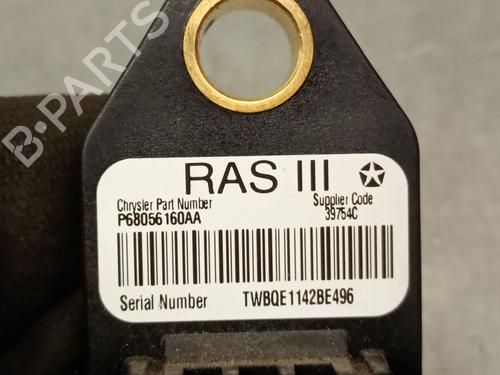 B-PARTS
RAS III
Chrysler Part Number Supplier Code
P68056160AA 39754C
Serial Number TWBQE1142BE496